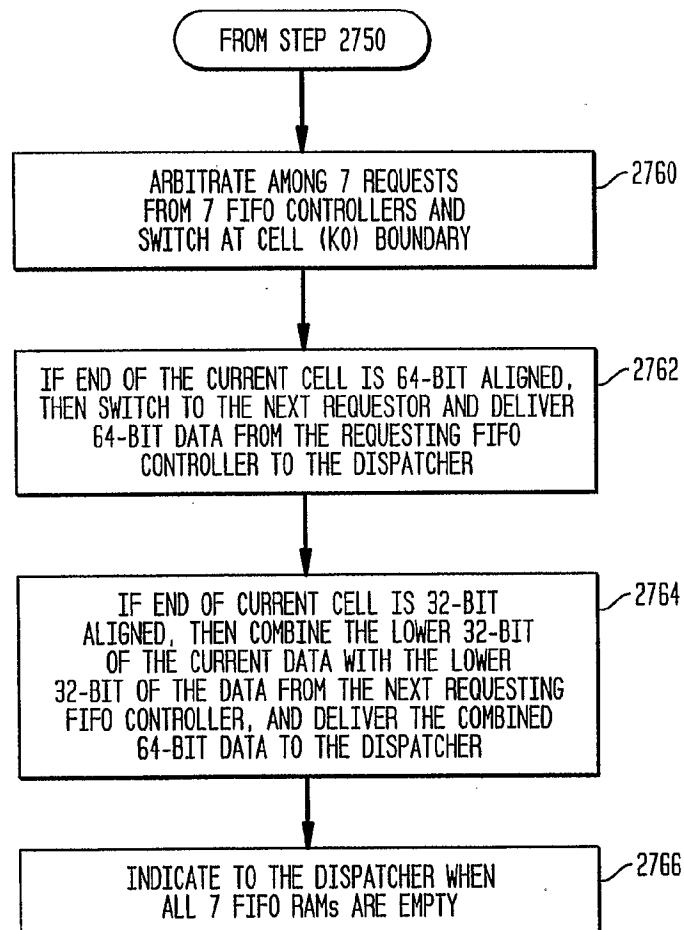 FROM STEP 2750
ARBITRATE AMONG 7 REQUESTS
FROM 7 FIFO CONTROLLERS AND
SWITCH AT CELL (K0) BOUNDARY
2760
IF END OF THE CURRENT CELL IS 64-BIT ALIGNED,
THEN SWITCH TO THE NEXT REQUESTOR AND DELIVER
64-BIT DATA FROM THE REQUESTING FIFO
CONTROLLER TO THE DISPATCHER
2762
IF END OF CURRENT CELL IS 32-BIT
ALIGNED, THEN COMBINE THE LOWER 32-BIT
OF THE CURRENT DATA WITH THE LOWER
32-BIT OF THE DATA FROM THE NEXT REQUESTING
FIFO CONTROLLER, AND DELIVER THE COMBINED
64-BIT DATA TO THE DISPATCHER
2764
INDICATE TO THE DISPATCHER WHEN
ALL 7 FIFO RAMs ARE EMPTY
2766